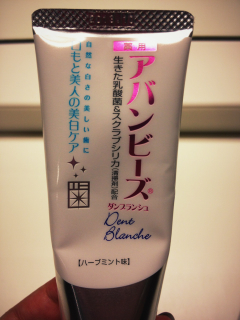 薬用
アバンビーズ®
生きた乳酸菌&スクラブシリカ(清掃剤)配合
ダンブランシュ
Dent
Blanche
自然な白さの美しい歯に
口もと美人の美白ケア
【ハーブミント味】